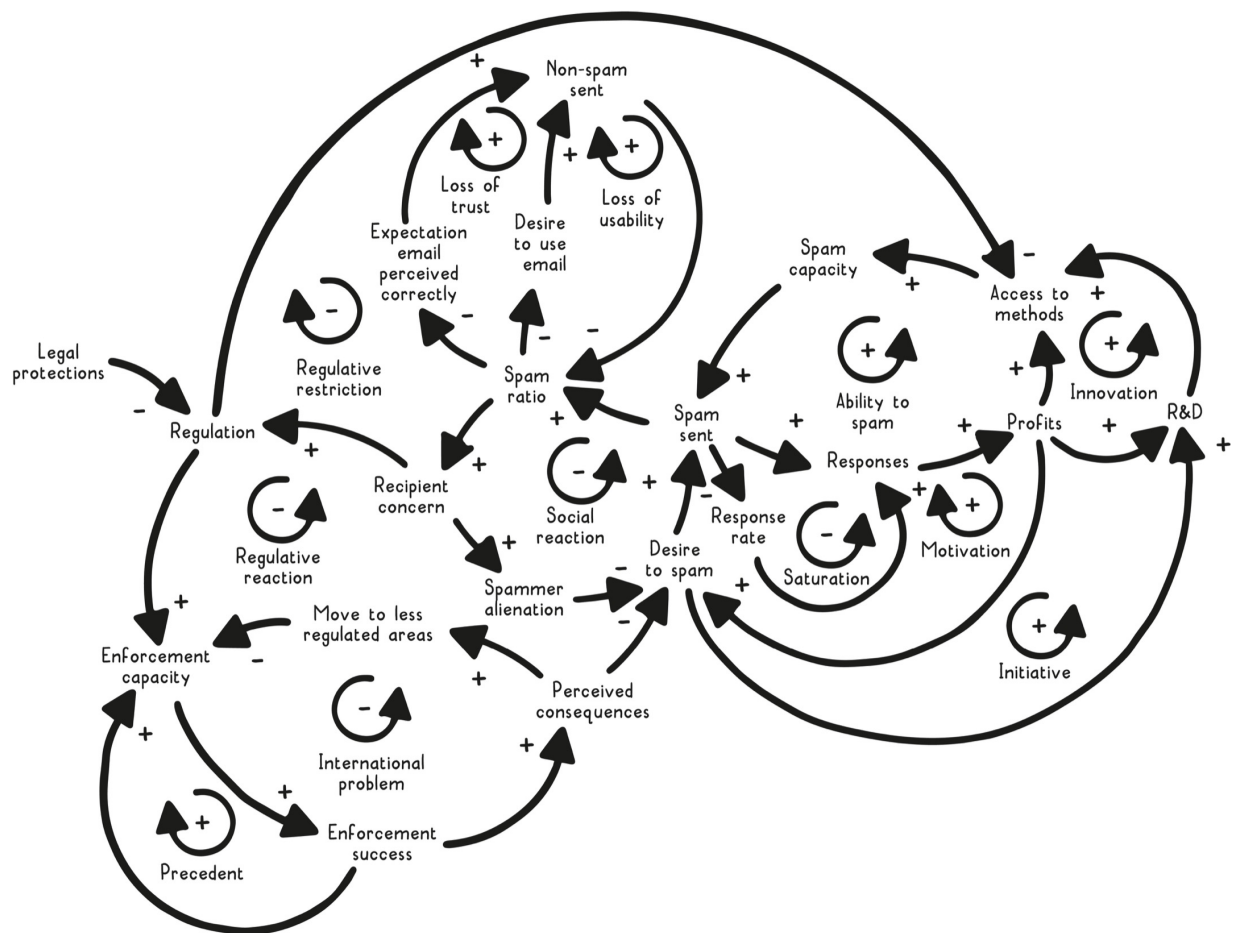 +
Non-spam
sent
+
+
+
+
Loss of
trust
Loss of
usability
Expectation
email
perceived
correctly
Desire
to use
email
Spam
capacity
-
Access to
methods
+
+
-
Regulative
restriction
-
-
-
Legal
protections
-
Spam
ratio
+
+
Ability to
spam
+
+
Innovation
Regulation
+
+
Spam
sent
+
Responses
+
Profits
+
R&D
+
Recipient
concern
+
-
Social
reaction
+
-
Response
rate
+
+
Motivation
-
Regulative
reaction
-
Saturation
Desire
to spam
+
+
Spammer
alienation
-
-
+
Move to less
regulated areas
-
+
Initiative
Enforcement
capacity
+
Perceived
consequences
-
International
problem
+
+
+
+
Precedent
Enforcement
success